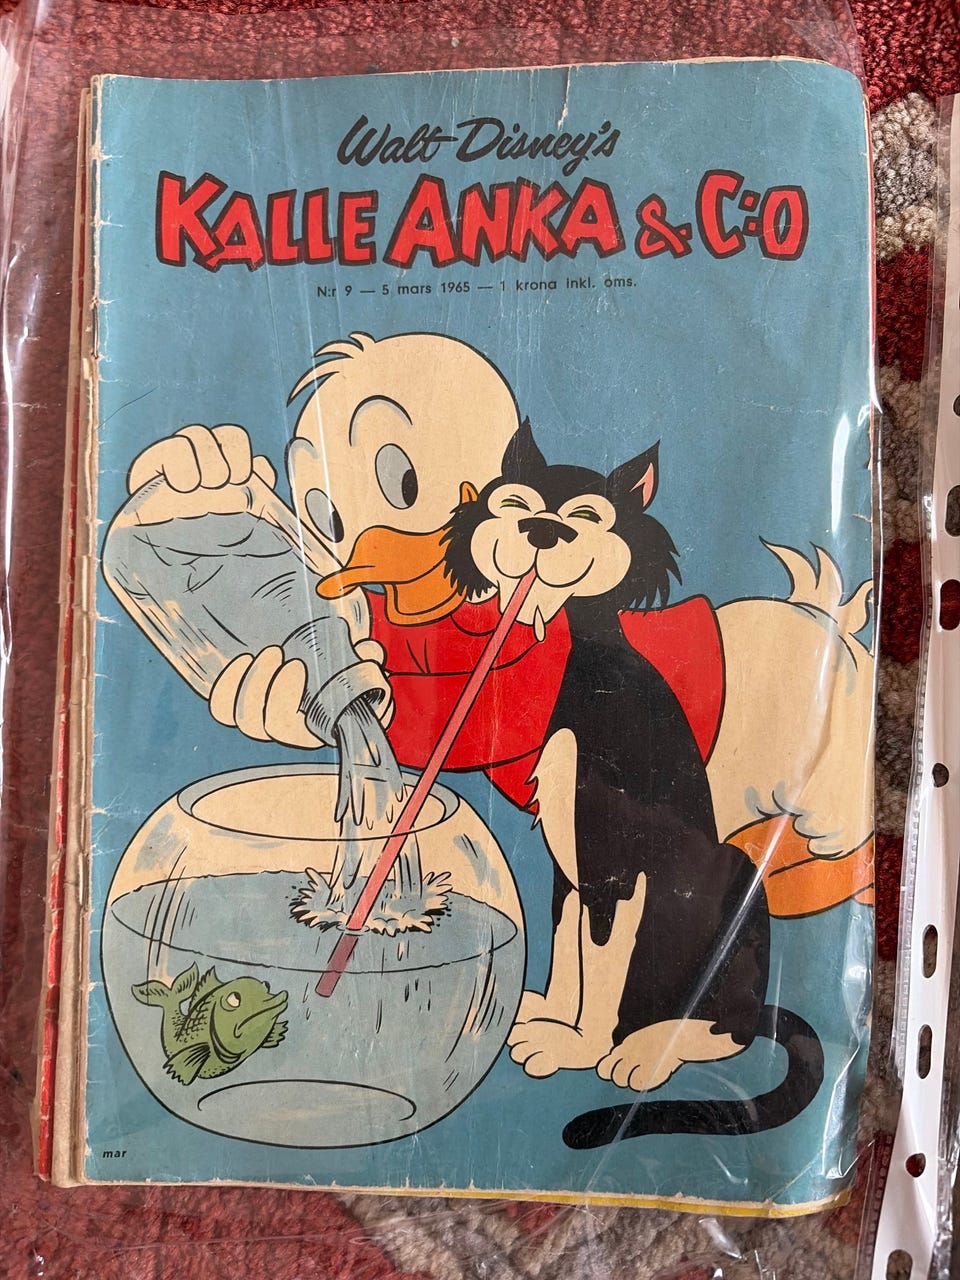 Walt Disney's
KALLE ANKA & C:O
N:r 9 — 5 mars 1965 — 1 krona inkl. oms.
mar